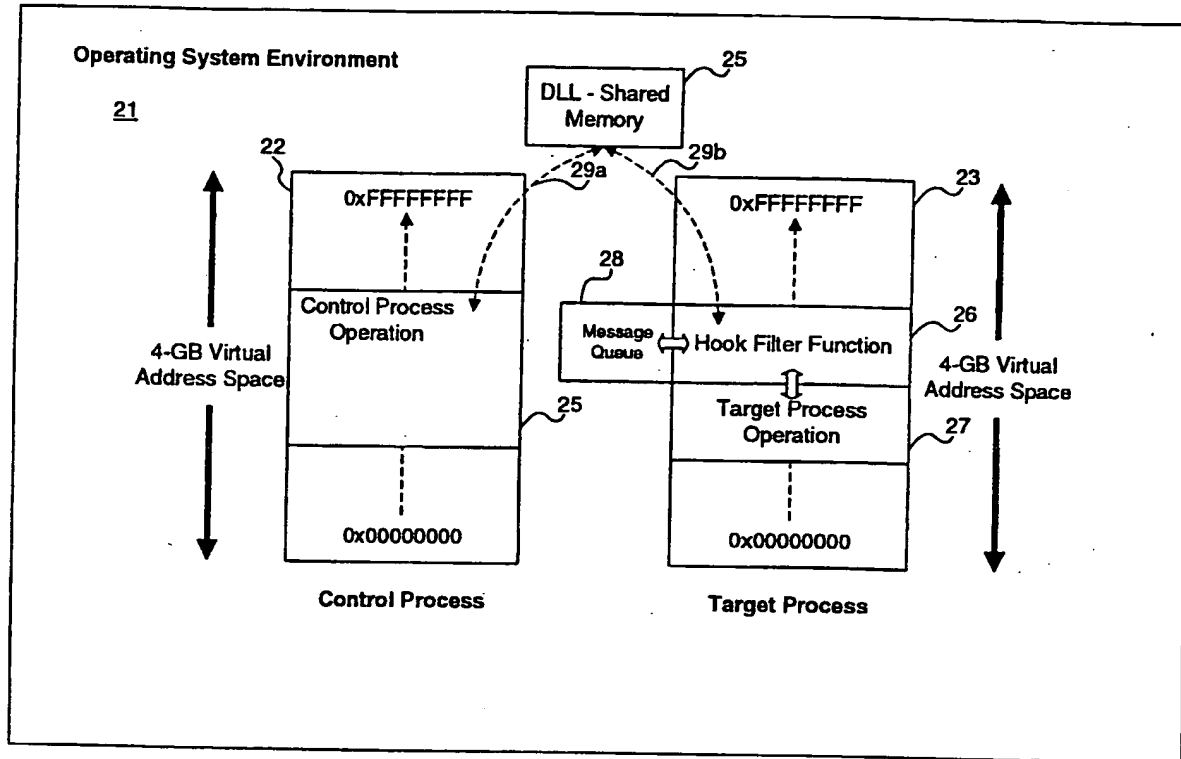 Operating System Environment
21
25
DLL - Shared
Memory
22
29a
29b
23
0xFFFFFFFF
0xFFFFFFFF
28
Control Process
Operation
Message
Queue
Hook Filter Function
26
4-GB Virtual
Address Space
4-GB Virtual
Address Space
25
Target Process
Operation
27
0x00000000
0x00000000
Control Process
Target Process